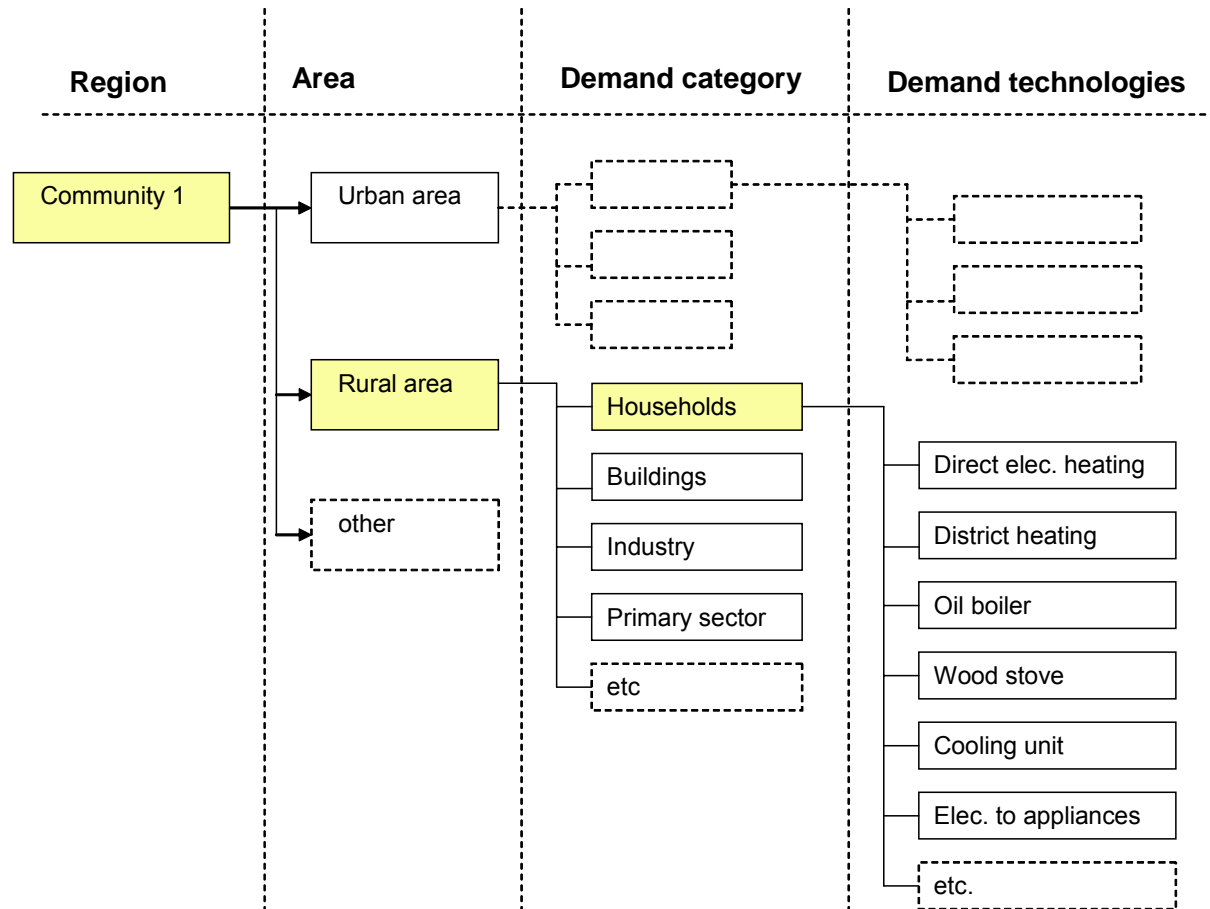 Region
Area
Demand category
Demand technologies
Community 1
Urban area
Rural area
other
Households
Buildings
Industry
Primary sector
etc
Direct elec. heating
District heating
Oil boiler
Wood stove
Cooling unit
Elec. to appliances
etc.